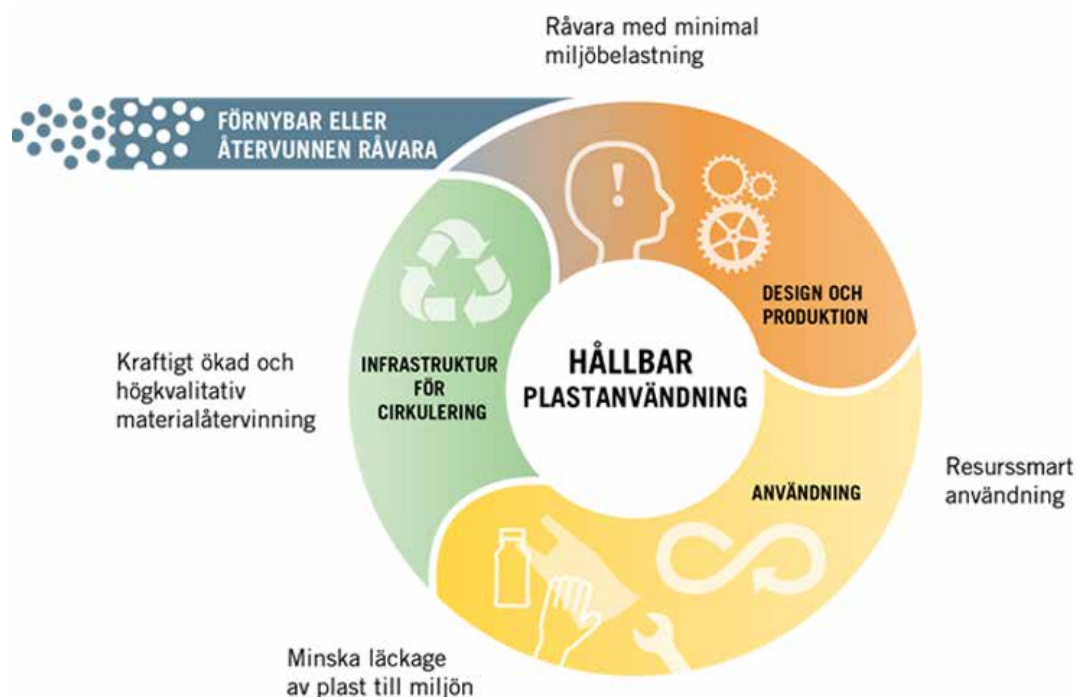 Råvara med minimal
miljöbelastning
FÖRNYBAR ELLER
ÅTERVUNNEN RÅVARA
!
DESIGN OCH
PRODUKTION
HÅLLBAR
PLASTANVÄNDNING
INFRASTRUKTUR
FÖR
CIRKULERING
Kraftigt ökad och
högkvalitativ
materialåtervinning
ANVÄNDNING
Resurssmart
användning
Minska läckage
av plast till miljön